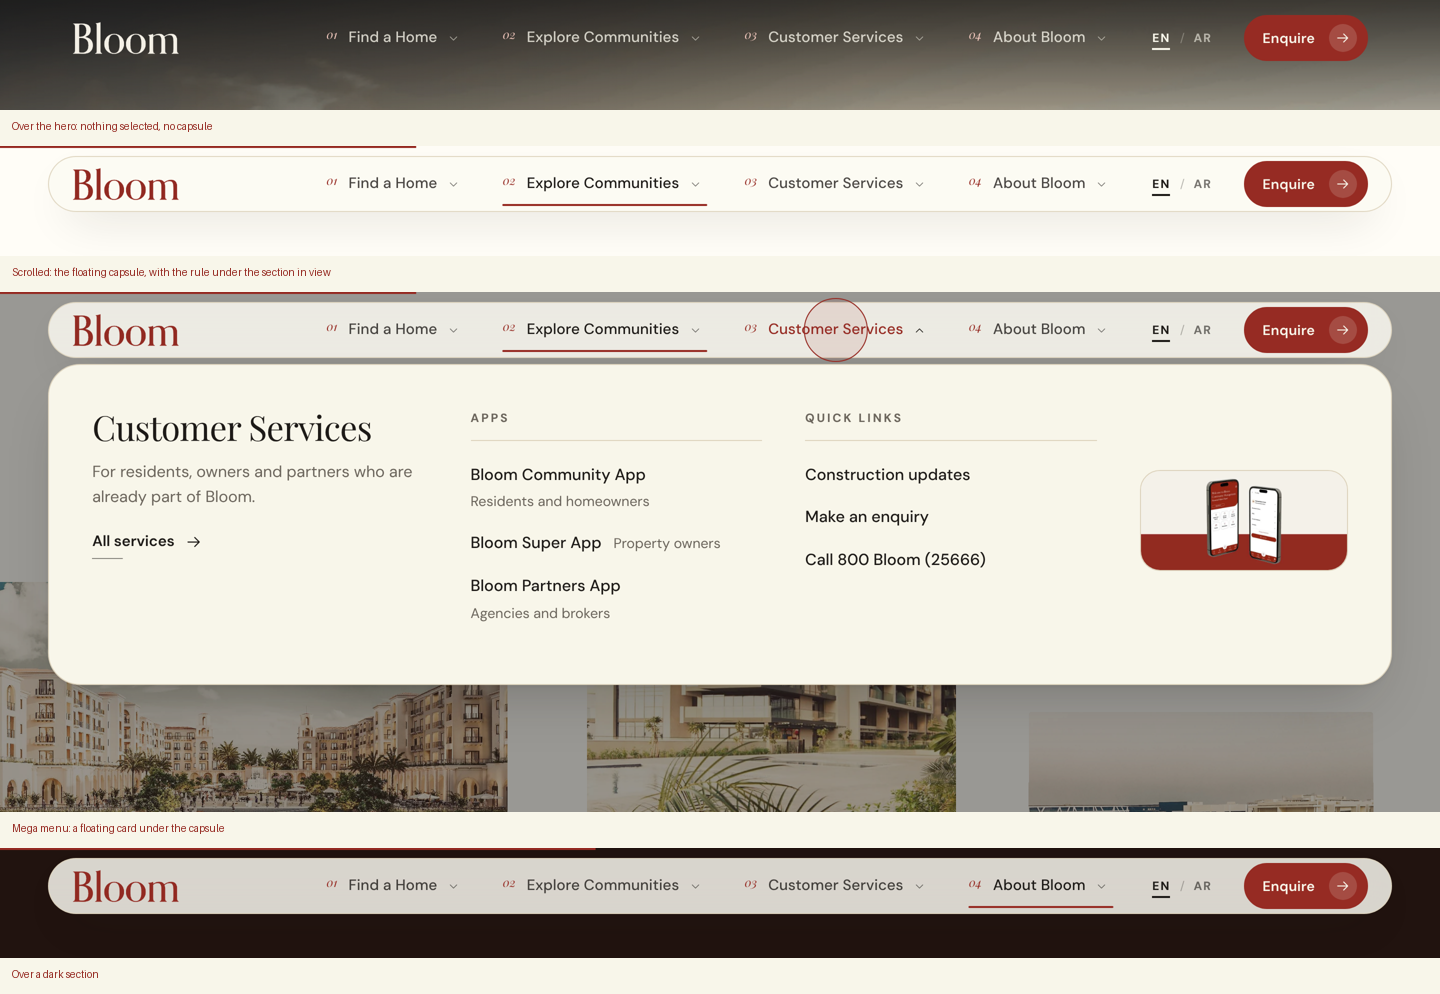 Bloom 01 Find a Home 02 Explore Communities 03 Customer Services 04 About Bloom EN / AR Enquire
Over the hero: nothing selected, no capsule
Bloom 01 Find a Home 02 Explore Communities 03 Customer Services 04 About Bloom EN / AR Enquire
Scrolled: the floating capsule, with the rule under the section in view
Bloom 01 Find a Home 02 Explore Communities 03 Customer Services 04 About Bloom EN / AR Enquire
Customer Services
For residents, owners and partners who are
already part of Bloom.
All services
APPS
Bloom Community App
Residents and homeowners
Bloom Super App Property owners
Bloom Partners App
Agencies and brokers
QUICK LINKS
Construction updates
Make an enquiry
Call 800 Bloom (25666)
Mega menu: a floating card under the capsule
Bloom 01 Find a Home 02 Explore Communities 03 Customer Services 04 About Bloom EN / AR Enquire
Over a dark section